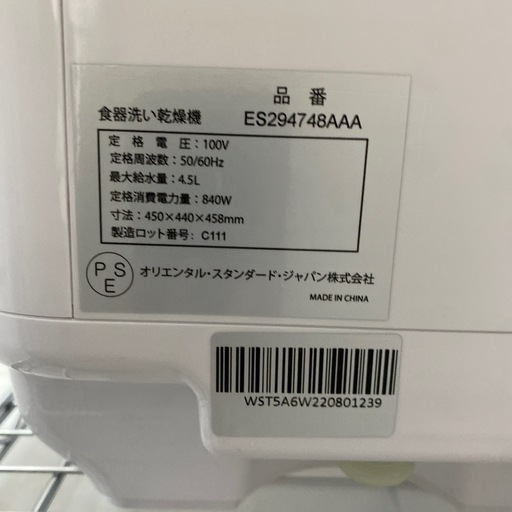 品 番
食器洗い乾燥機 ES294748AAA
定 格 電 圧：100V
定格周波数：50/60Hz
最大給水量：4.5L
定格消費電力量：840W
寸法：450×440×458mm
製造ロット番号：C111
PSE オリエンタル・スタンダード・ジャパン株式会社
MADE IN CHINA
WST5A6W220801239